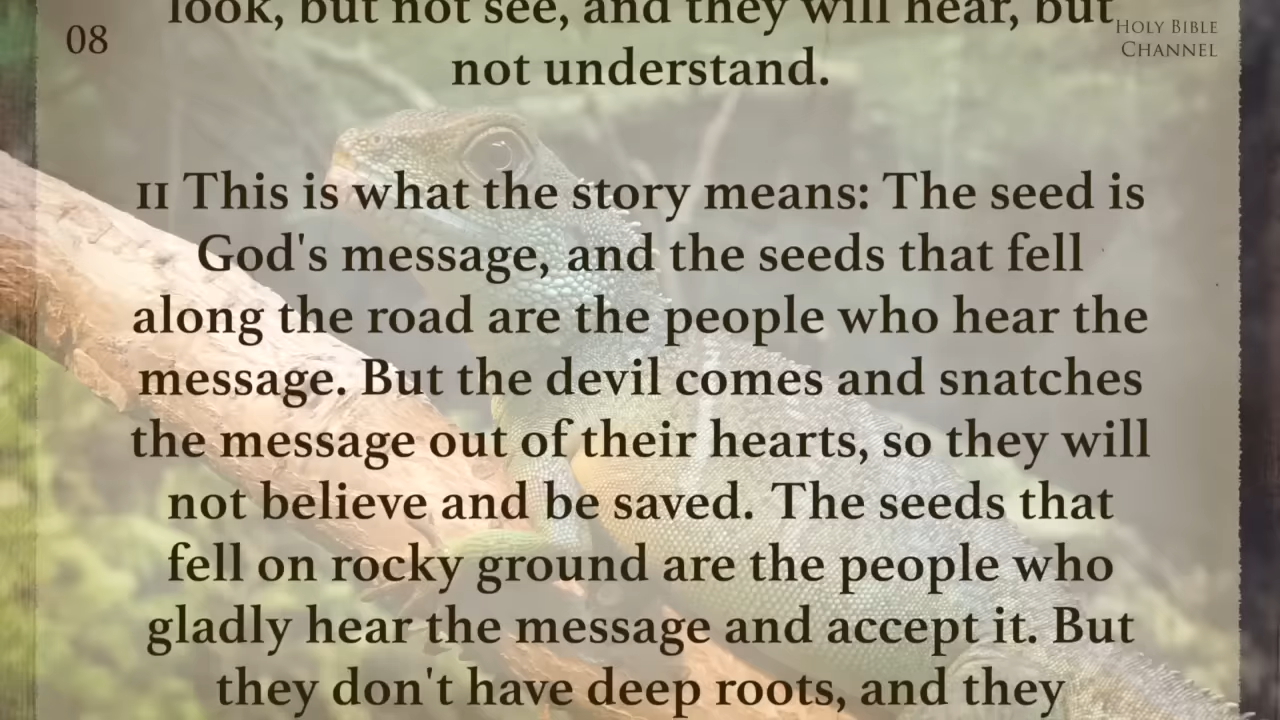 look, but not see, and they will hear, but
08
HOLY BIBLE
CHANNEL
not understand.
11 This is what the story means: The seed is
God's message, and the seeds that fell
along the road are the people who hear the
message. But the devil comes and snatches
the message out of their hearts, so they will
not believe and be saved. The seeds that
fell on rocky ground are the people who
gladly hear the message and accept it. But
they don't have deep roots, and they